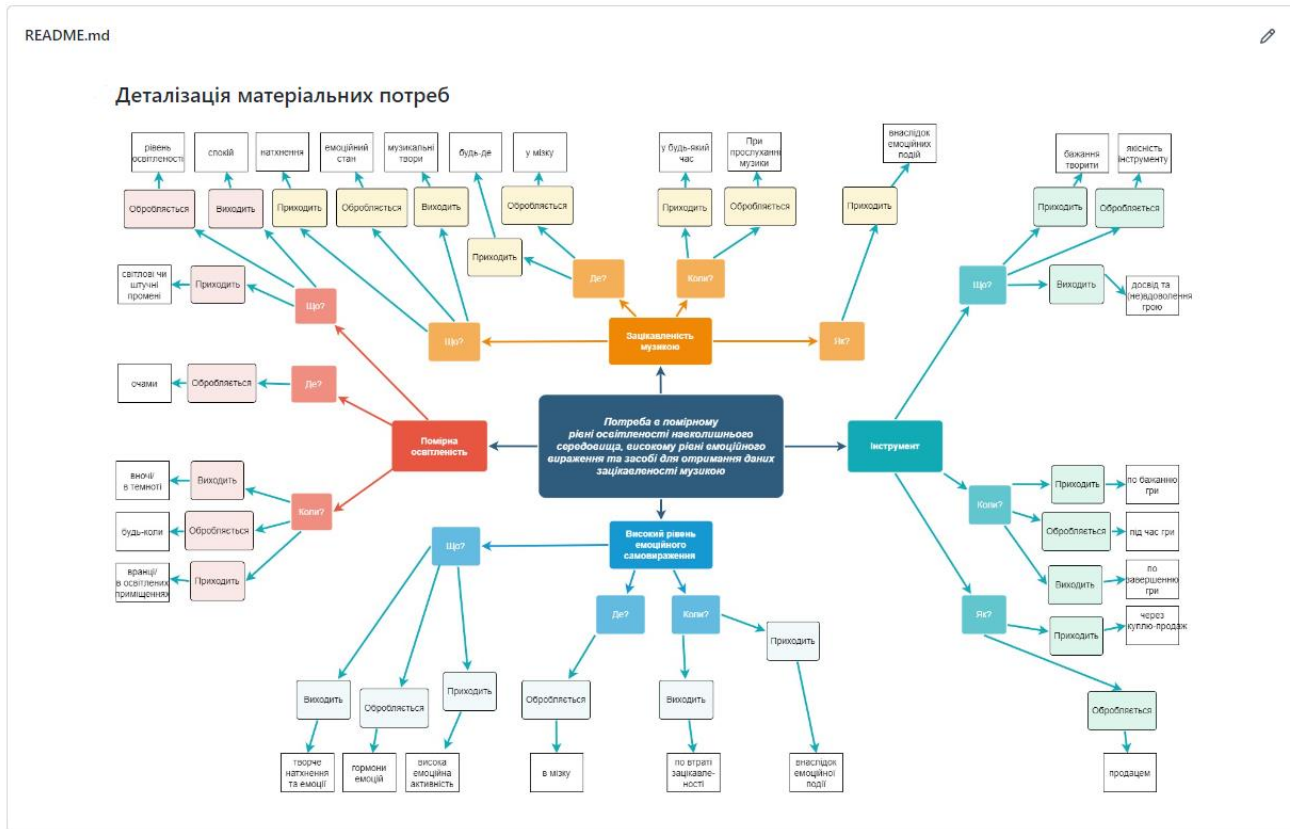 README.md
Деталізація матеріальних потреб
рівень
освітленості
спокій
натхнення
емоційний
стан
музикальні
твори
будь-де
у мізку
у будь-який
час
При
прослуханні
музики
внаслідок
емоційних
подій
бажання
творити
якісність
інструменту
Обробляється
Виходить
Приходить
Обробляється
Виходить
Приходить
Обробляється
Приходить
Обробляється
Приходить
Приходить
Обробляється
світлові чи
штучні
промені
Приходить
Що?
Що?
Де?
Коли?
Зацікавленість
музикою
Як?
Що?
Виходить
досвід та
(не)вдоволення
грою
очами
Обробляється
Де?
Помірна
освітленість
Потреба в помірному
рівні освітленості навколишнього
середовища, високому рівні емоційного
вираження та засобі для отримання даних
зацікавленості музикою
Інструмент
вночі/
в темноті
Виходить
будь-коли
Обробляється
Коли?
вранці/
в освітлених
приміщеннях
Приходить
Що?
Високий рівень
емоційного
самовираження
Де?
Коли?
Приходить
Виходить
Обробляється
Приходить
Обробляється
Виходить
творче
натхнення
та емоції
гормони
емоцій
висока
емоційна
активність
в мізку
по втраті
зацікавле-
ності
внаслідок
емоційної
події
Коли?
Приходить
по бажанню
гри
Обробляється
під час гри
Виходить
по
завершенню
гри
Як?
Приходить
через
куплю-продаж
Обробляється
продацем